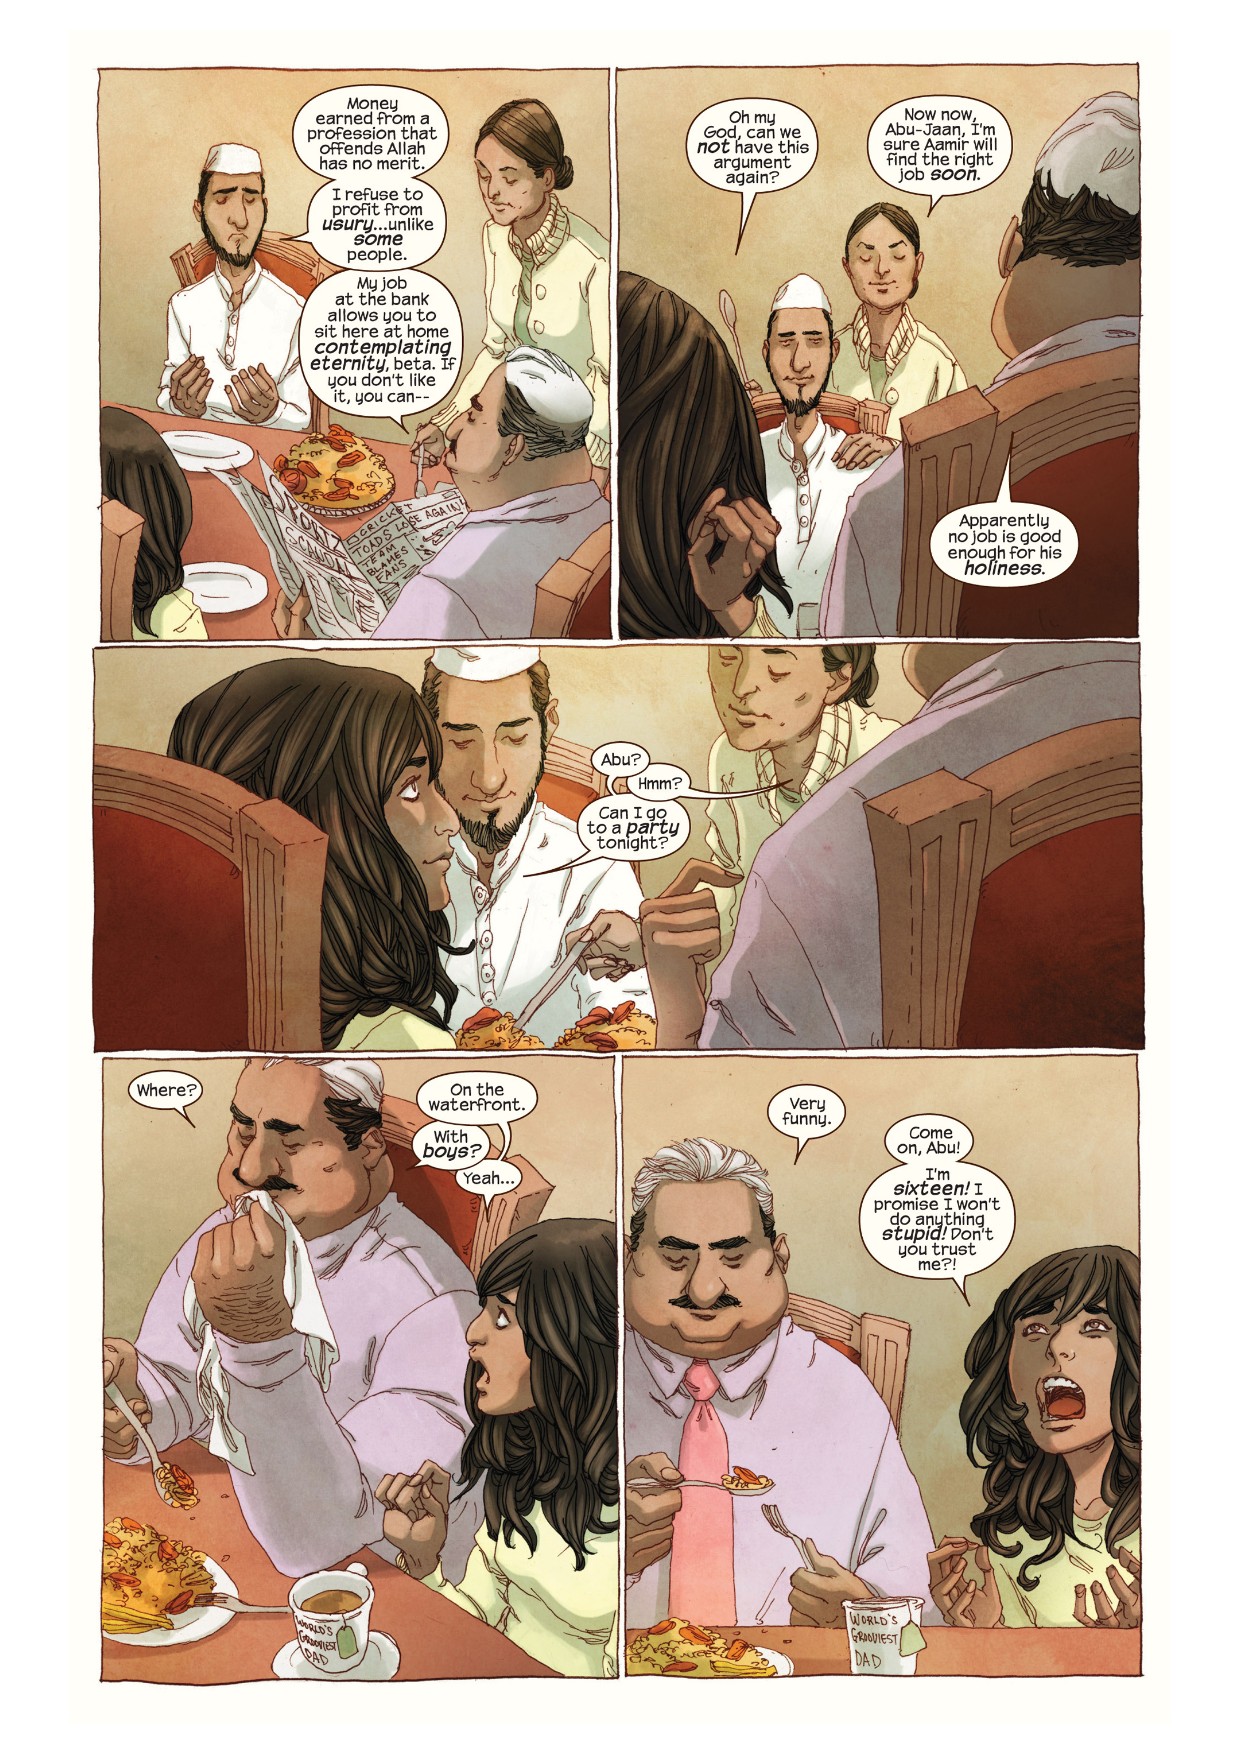 Money
earned from a
profession that
offends Allah
has no merit.
I refuse to
profit from
usury...unlike
some
people.
My job
at the bank
allows you to
sit here at home
contemplating
eternity, beta. If
you don't like
it, you can--
CRICKET
TOADS LOSE AGAIN!
TEAM
BLAMES
FANS
Oh my
God, can we
not have this
argument
again?
Now now,
Abu-Jaan, I'm
sure Aamir will
find the right
job soon.
Apparently
no job is good
enough for his
holiness.
Abu?
Hmm?
Can I go
to a party
tonight?
Where?
On the
waterfront.
With
boys?
Yeah...
WORLD'S
GROOVIEST
DAD
Very
funny.
Come
on, Abu!
I'm
sixteen! I
promise I won't
do anything
stupid! Don't
you trust
me?!
WORLD'S
GROOVIEST
DAD